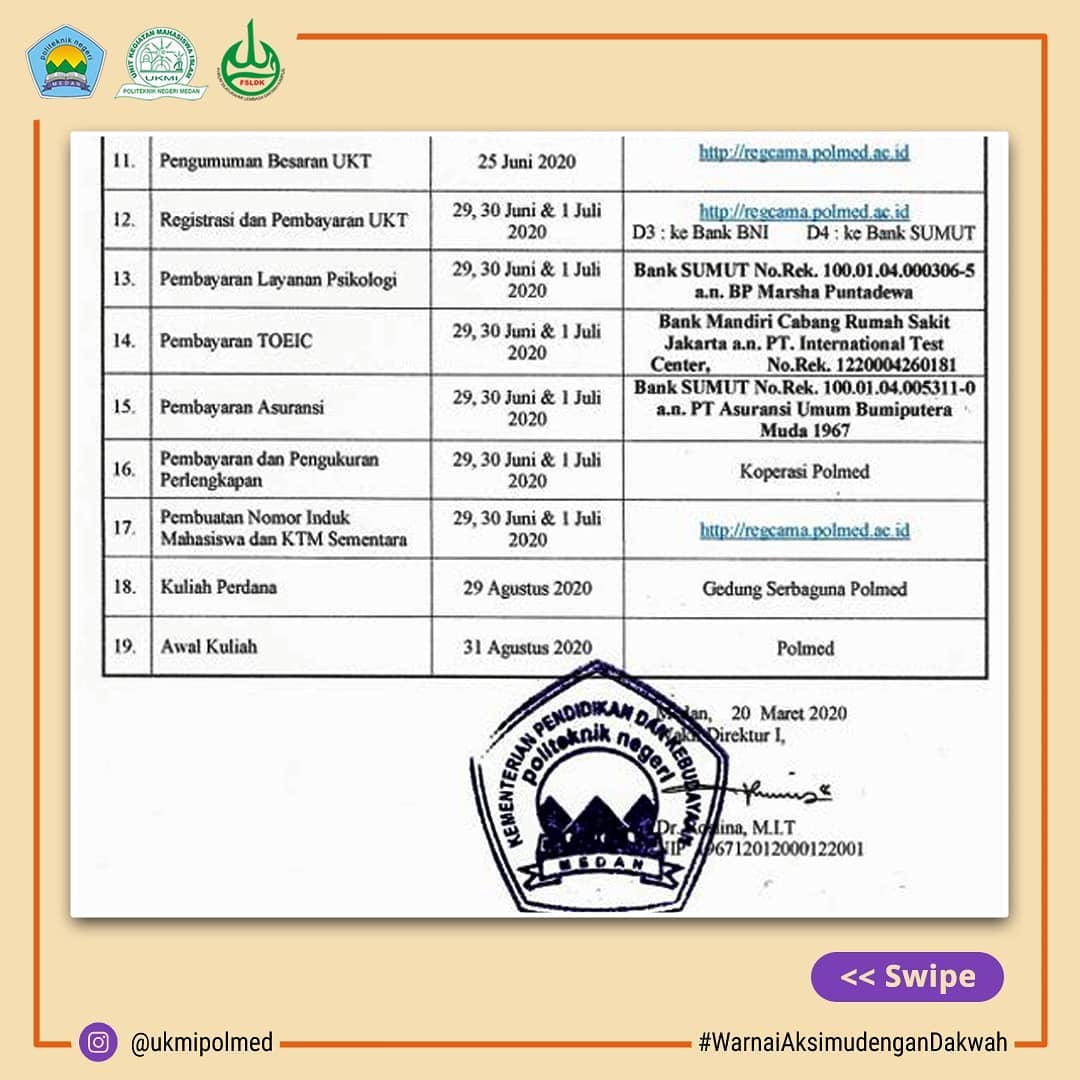 politeknik negeri
MEDAN
UNIT KEGIATAN MAHASISWA ISLAM
UKMI
POLITEKNIK NEGERI MEDAN
FSLDK
11. Pengumuman Besaran UKT 25 Juni 2020 http://regcama.polmed.ac.id
12. Registrasi dan Pembayaran UKT 29, 30 Juni & 1 Juli 2020 http://regcama.polmed.ac.id
D3 : ke Bank BNI D4 : ke Bank SUMUT
13. Pembayaran Layanan Psikologi 29, 30 Juni & 1 Juli 2020 Bank SUMUT No.Rek. 100.01.04.000306-5
a.n. BP Marsha Puntadewa
14. Pembayaran TOEIC 29, 30 Juni & 1 Juli 2020 Bank Mandiri Cabang Rumah Sakit
Jakarta a.n. PT. International Test
Center, No.Rek. 1220004260181
15. Pembayaran Asuransi 29, 30 Juni & 1 Juli 2020 Bank SUMUT No.Rek. 100.01.04.005311-0
a.n. PT Asuransi Umum Bumiputera
Muda 1967
16. Pembayaran dan Pengukuran
Perlengkapan 29, 30 Juni & 1 Juli 2020 Koperasi Polmed
17. Pembuatan Nomor Induk
Mahasiswa dan KTM Sementara 29, 30 Juni & 1 Juli 2020 http://regcama.polmed.ac.id
18. Kuliah Perdana 29 Agustus 2020 Gedung Serbaguna Polmed
19. Awal Kuliah 31 Agustus 2020 Polmed
KEMENTERIAN PENDIDIKAN DAN KEBUDAYAAN
politeknik negeri
MEDAN
20 Maret 2020
Direktur I,
Dr. M.I.T
NIP
<< Swipe
@ukmipolmed
#WarnaiAksimudenganDakwah